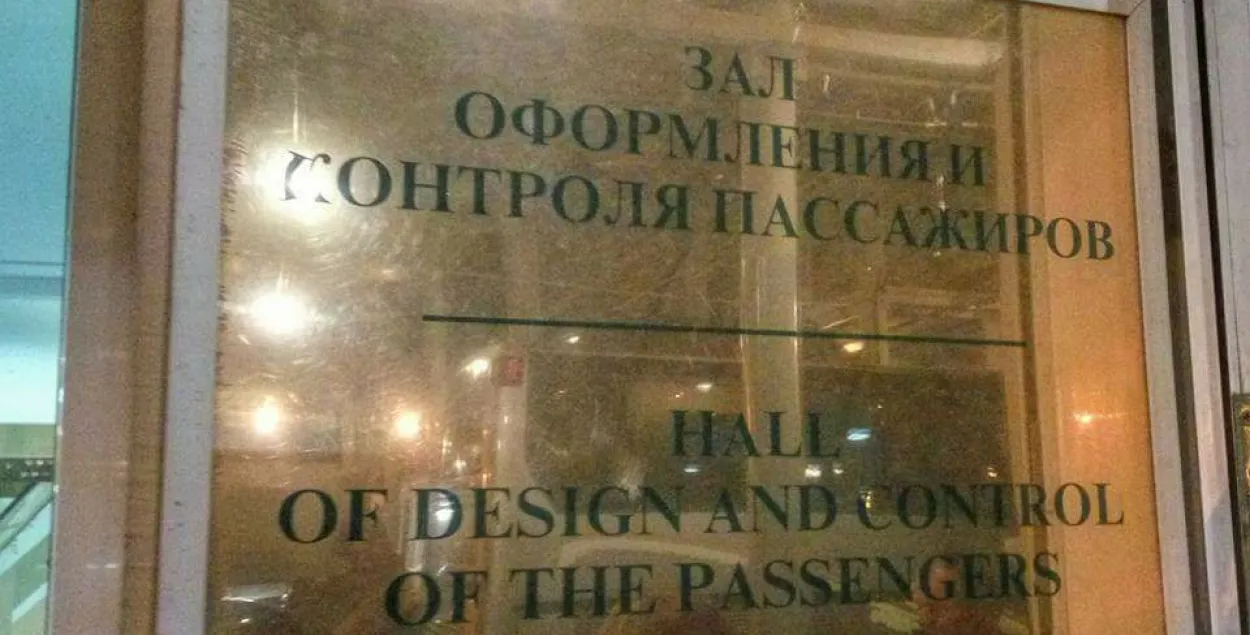 ЗАЛ
ОФОРМЛЕНИЯ И
КОНТРОЛЯ ПАССАЖИРОВ
HALL
OF DESIGN AND CONTROL
OF THE PASSENGERS